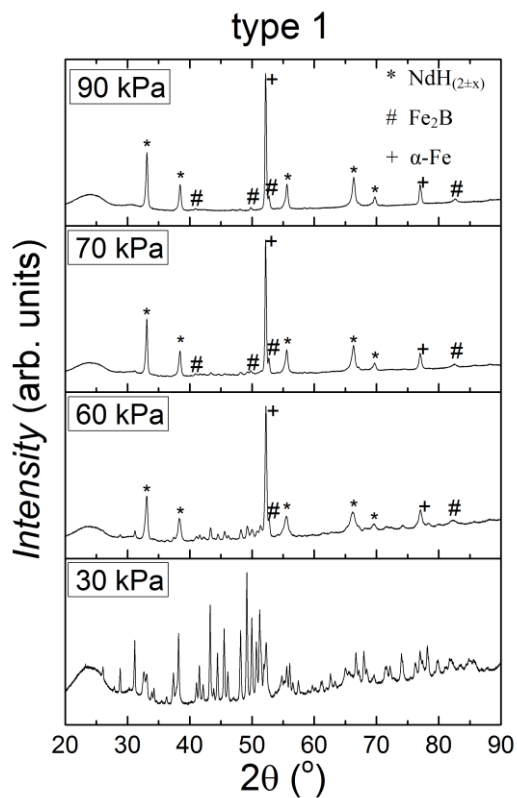 type 1
90 kPa
* NdH(2±x)
# Fe₂B
+ α-Fe
+
* * # # # * * * + #
70 kPa
+
* * # # # * * * + #
60 kPa
+
* * # * * * + #
30 kPa
Intensity (arb. units)
20 30 40 50 60 70 80 90
2θ (°)